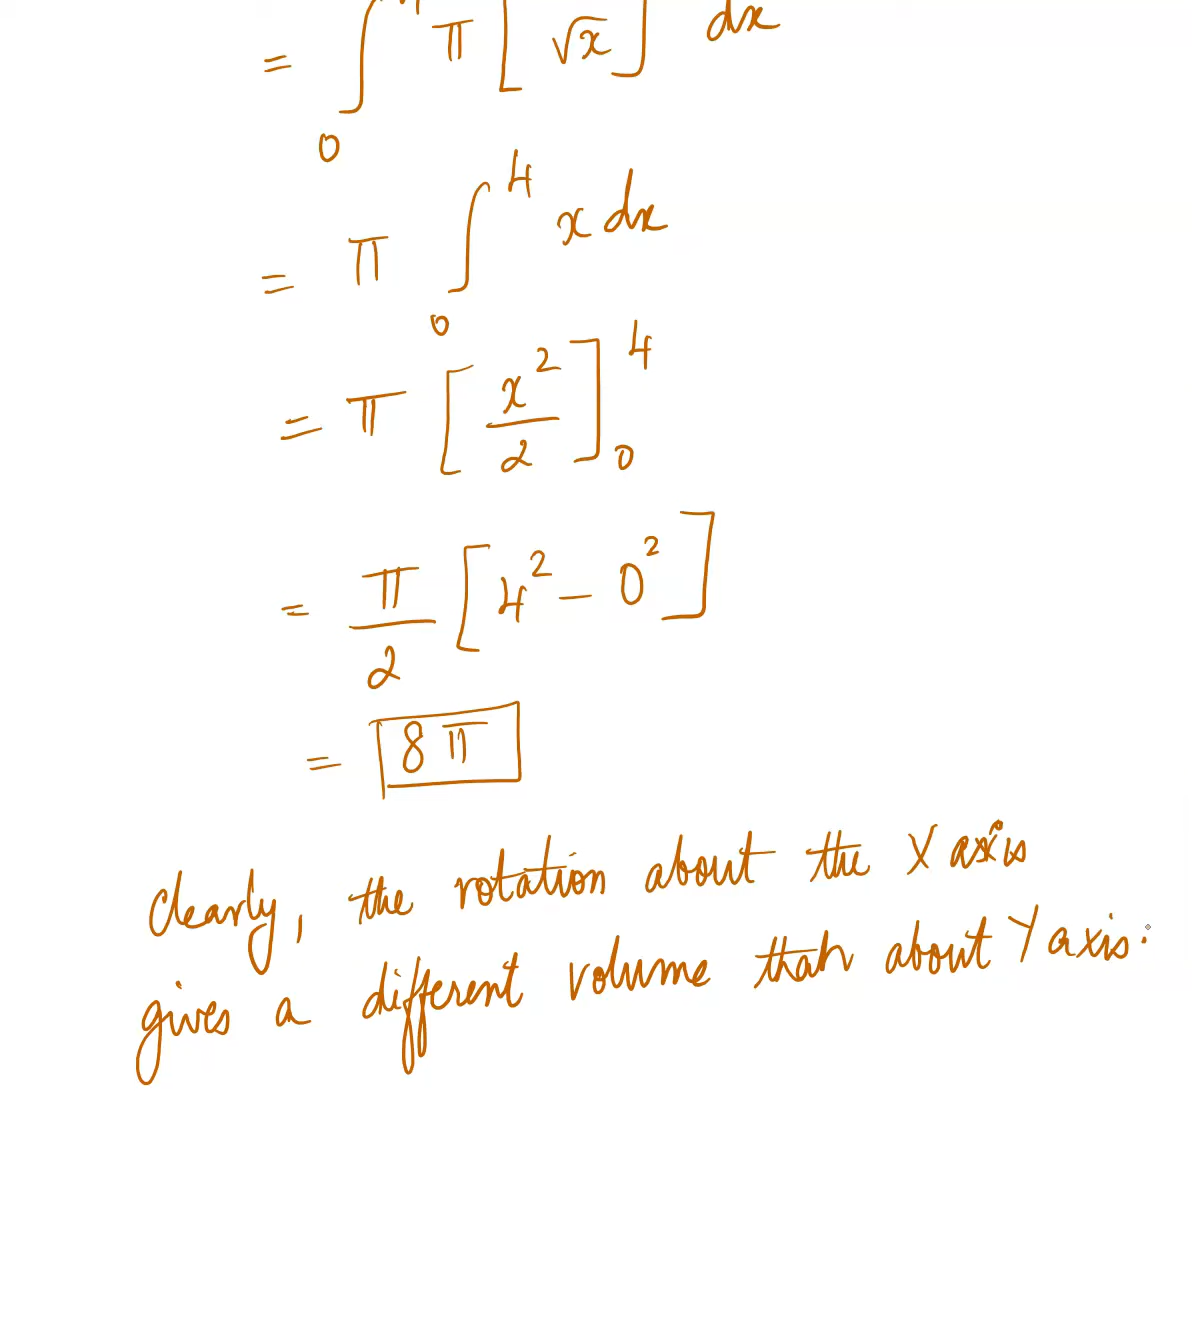 = ∫₀⁴ π [√x] dx
= π ∫₀⁴ x dx
= π [x²/2]₀⁴
= π/2 [4² − 0²]
= 8π
Clearly, the rotation about the X axis
gives a different volume than about Y axis.